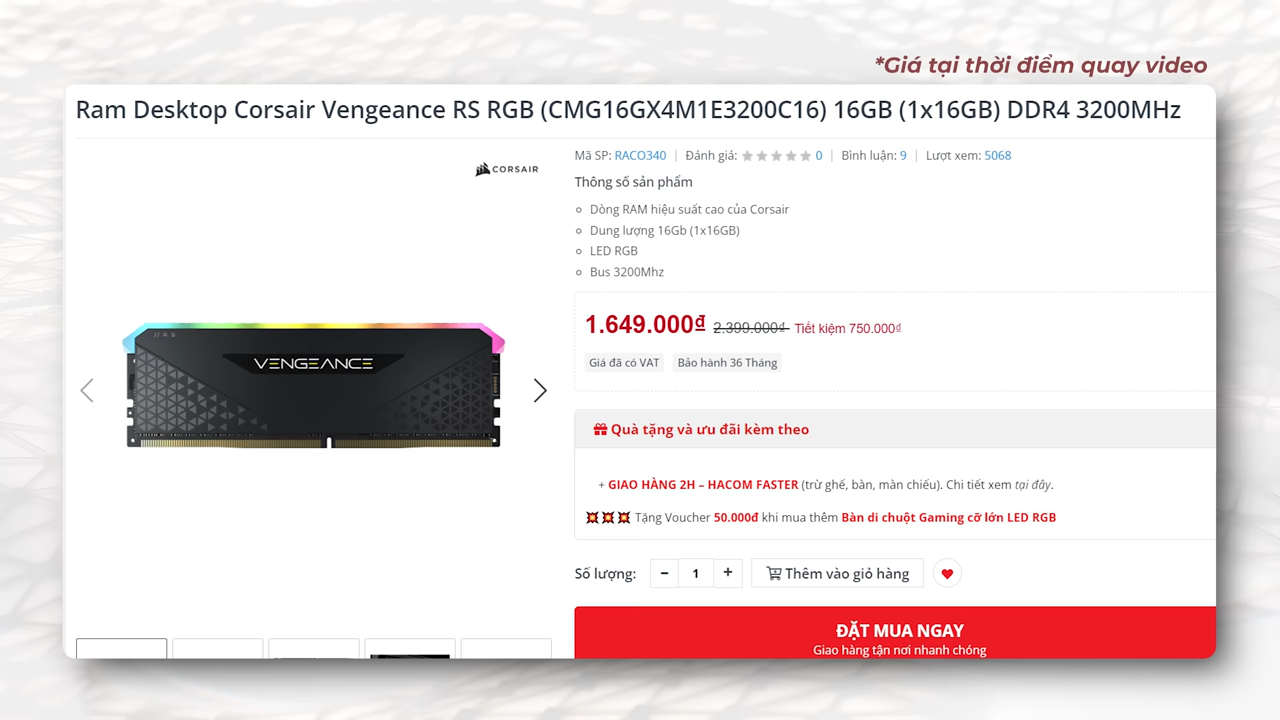 *Giá tại thời điểm quay video
Ram Desktop Corsair Vengeance RS RGB (CMG16GX4M1E3200C16) 16GB (1x16GB) DDR4 3200MHz
CORSAIR
VENGEANCE
Mã SP: RACO340 | Đánh giá: 0 | Bình luận: 9 | Lượt xem: 5068
Thông số sản phẩm
Dòng RAM hiệu suất cao của Corsair
Dung lượng 16Gb (1x16GB)
LED RGB
Bus 3200Mhz
1.649.000₫ 2.399.000₫ Tiết kiệm 750.000₫
Giá đã có VAT Bảo hành 36 Tháng
Quà tặng và ưu đãi kèm theo
+ GIAO HÀNG 2H – HACOM FASTER (trừ ghế, bàn, màn chiếu). Chi tiết xem tại đây.
💥💥💥 Tặng Voucher 50.000đ khi mua thêm Bàn di chuột Gaming cỡ lớn LED RGB
Số lượng: - 1 + Thêm vào giỏ hàng
ĐẶT MUA NGAY
Giao hàng tận nơi nhanh chóng